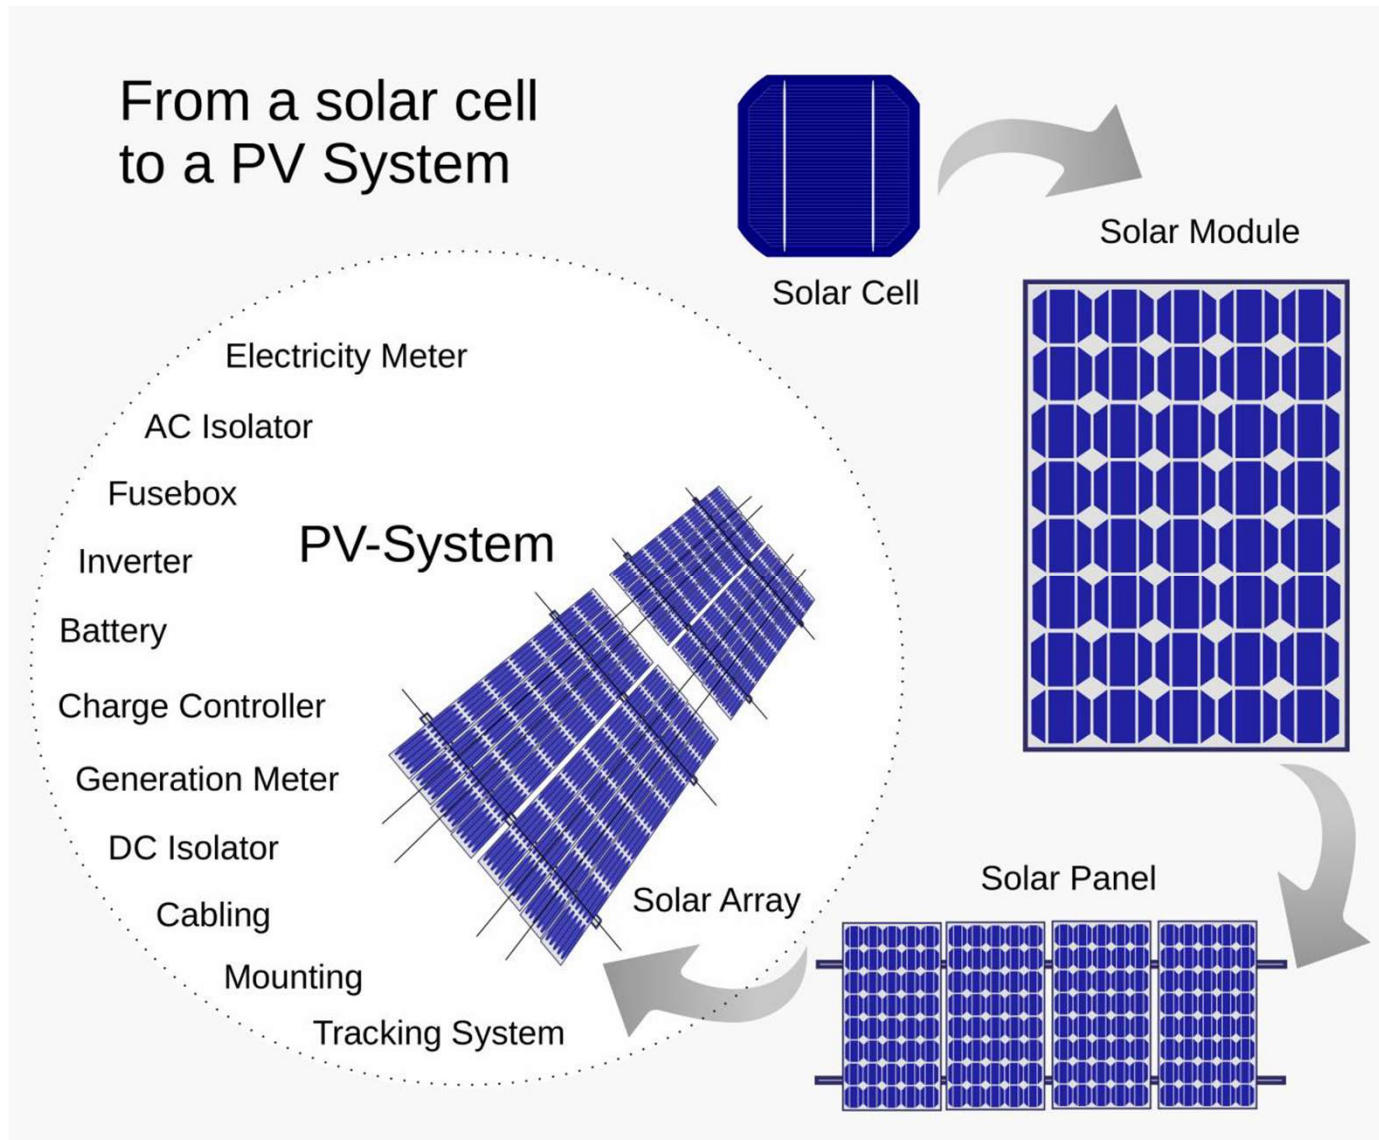 From a solar cell
to a PV System
Solar Cell
Solar Module
Electricity Meter
AC Isolator
Fusebox
Inverter
PV-System
Battery
Charge Controller
Generation Meter
DC Isolator
Cabling
Mounting
Tracking System
Solar Array
Solar Panel